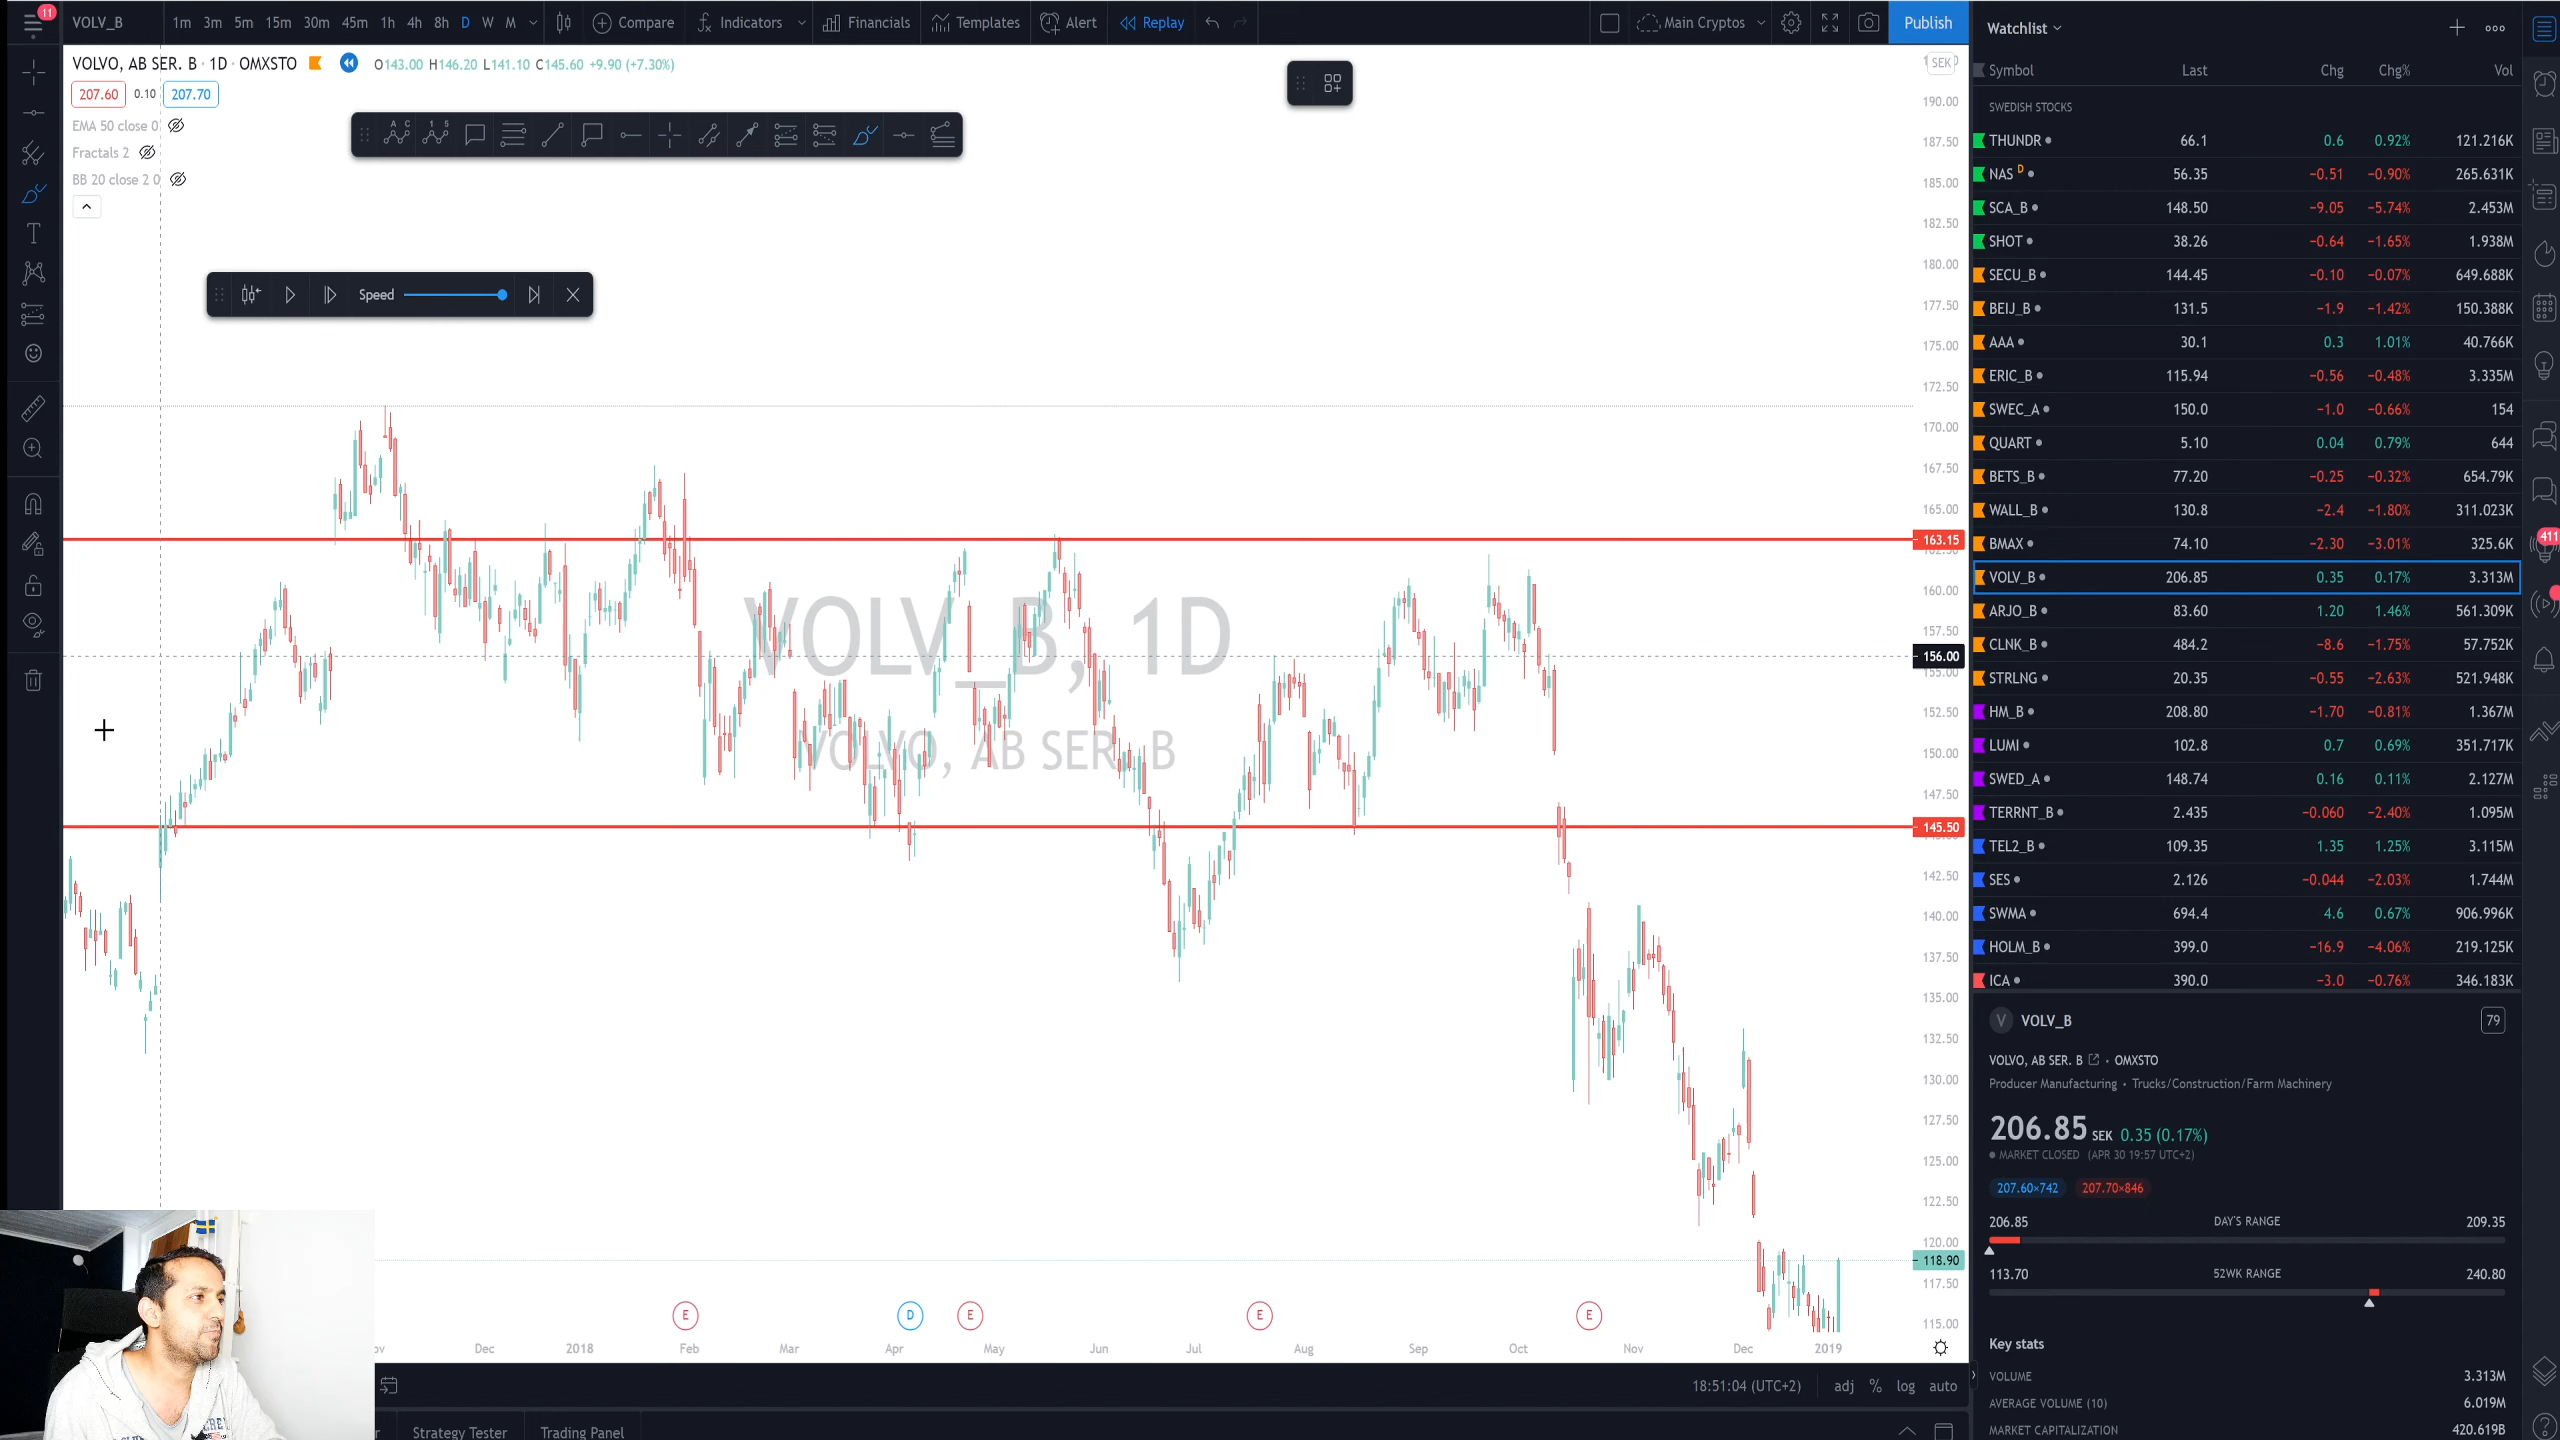 11 VOLV_B 1m 3m 5m 15m 30m 45m 1h 4h 8h D W M Compare Indicators Financials Templates Alert Replay Main Cryptos Publish
VOLVO, AB SER. B · 1D · OMXSTO O143.00 H146.20 L141.10 C145.60 +9.90 (+7.30%)
207.60 0.10 207.70
EMA 50 close 0
Fractals 2
BB 20 close 2 0
A C 1 5
Speed
VOLV_B, 1D
VOLVO, AB SER. B
SEK
190.00
187.50
185.00
182.50
180.00
177.50
175.00
172.50
170.00
167.50
165.00
163.15
160.00
157.50
156.00
155.00
152.50
150.00
147.50
145.50
142.50
140.00
137.50
135.00
132.50
130.00
127.50
125.00
122.50
120.00
118.90
117.50
115.00
E D E E E
Dec 2018 Feb Mar Apr May Jun Jul Aug Sep Oct Nov Dec 2019
18:51:04 (UTC+2) adj % log auto
Strategy Tester Trading Panel
Watchlist
Symbol Last Chg Chg% Vol
SWEDISH STOCKS
THUNDR 66.1 0.6 0.92% 121.216K
NAS D 56.35 −0.51 −0.90% 265.631K
SCA_B 148.50 −9.05 −5.74% 2.453M
SHOT 38.26 −0.64 −1.65% 1.938M
SECU_B 144.45 −0.10 −0.07% 649.688K
BEIJ_B 131.5 −1.9 −1.42% 150.388K
AAA 30.1 0.3 1.01% 40.766K
ERIC_B 115.94 −0.56 −0.48% 3.335M
SWEC_A 150.0 −1.0 −0.66% 154
QUART 5.10 0.04 0.79% 644
BETS_B 77.20 −0.25 −0.32% 654.79K
WALL_B 130.8 −2.4 −1.80% 311.023K
BMAX 74.10 −2.30 −3.01% 325.6K
VOLV_B 206.85 0.35 0.17% 3.313M
ARJO_B 83.60 1.20 1.46% 561.309K
CLNK_B 484.2 −8.6 −1.75% 57.752K
STRLNG 20.35 −0.55 −2.63% 521.948K
HM_B 208.80 −1.70 −0.81% 1.367M
LUMI 102.8 0.7 0.69% 351.717K
SWED_A 148.74 0.16 0.11% 2.127M
TERRNT_B 2.435 −0.060 −2.40% 1.095M
TEL2_B 109.35 1.35 1.25% 3.115M
SES 2.126 −0.044 −2.03% 1.744M
SWMA 694.4 4.6 0.67% 906.996K
HOLM_B 399.0 −16.9 −4.06% 219.125K
ICA 390.0 −3.0 −0.76% 346.183K
411
V VOLV_B 79
VOLVO, AB SER. B · OMXSTO
Producer Manufacturing • Trucks/Construction/Farm Machinery
206.85 SEK 0.35 (0.17%)
MARKET CLOSED (APR 30 19:57 UTC+2)
207.60×742 207.70×846
206.85 DAY'S RANGE 209.35
113.70 52WK RANGE 240.80
Key stats
VOLUME 3.313M
AVERAGE VOLUME (10) 6.019M
MARKET CAPITALIZATION 420.619B